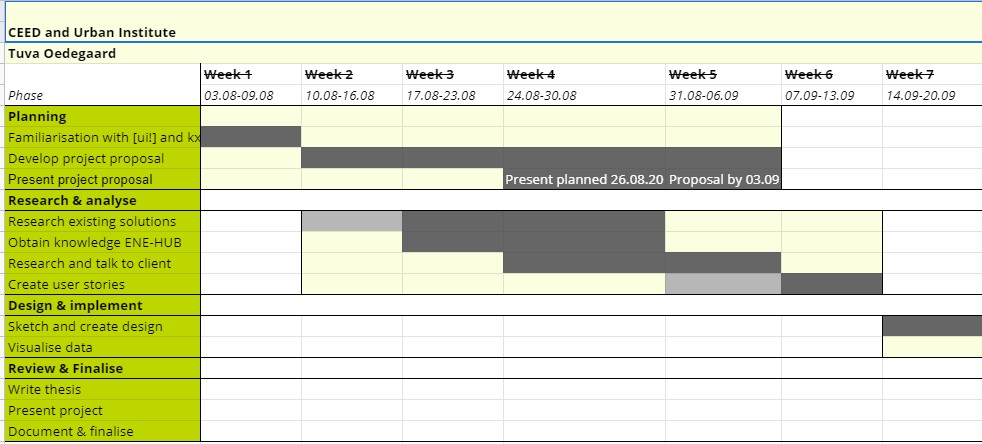 CEED and Urban Institute
Tuva Oedegaard
Week 1 Week 2 Week 3 Week 4 Week 5 Week 6 Week 7
Phase 03.08-09.08 10.08-16.08 17.08-23.08 24.08-30.08 31.08-06.09 07.09-13.09 14.09-20.09
Planning
Familiarisation with [ui!] and kx
Develop project proposal
Present project proposal Present planned 26.08.20 Proposal by 03.09
Research & analyse
Research existing solutions
Obtain knowledge ENE-HUB
Research and talk to client
Create user stories
Design & implement
Sketch and create design
Visualise data
Review & Finalise
Write thesis
Present project
Document & finalise